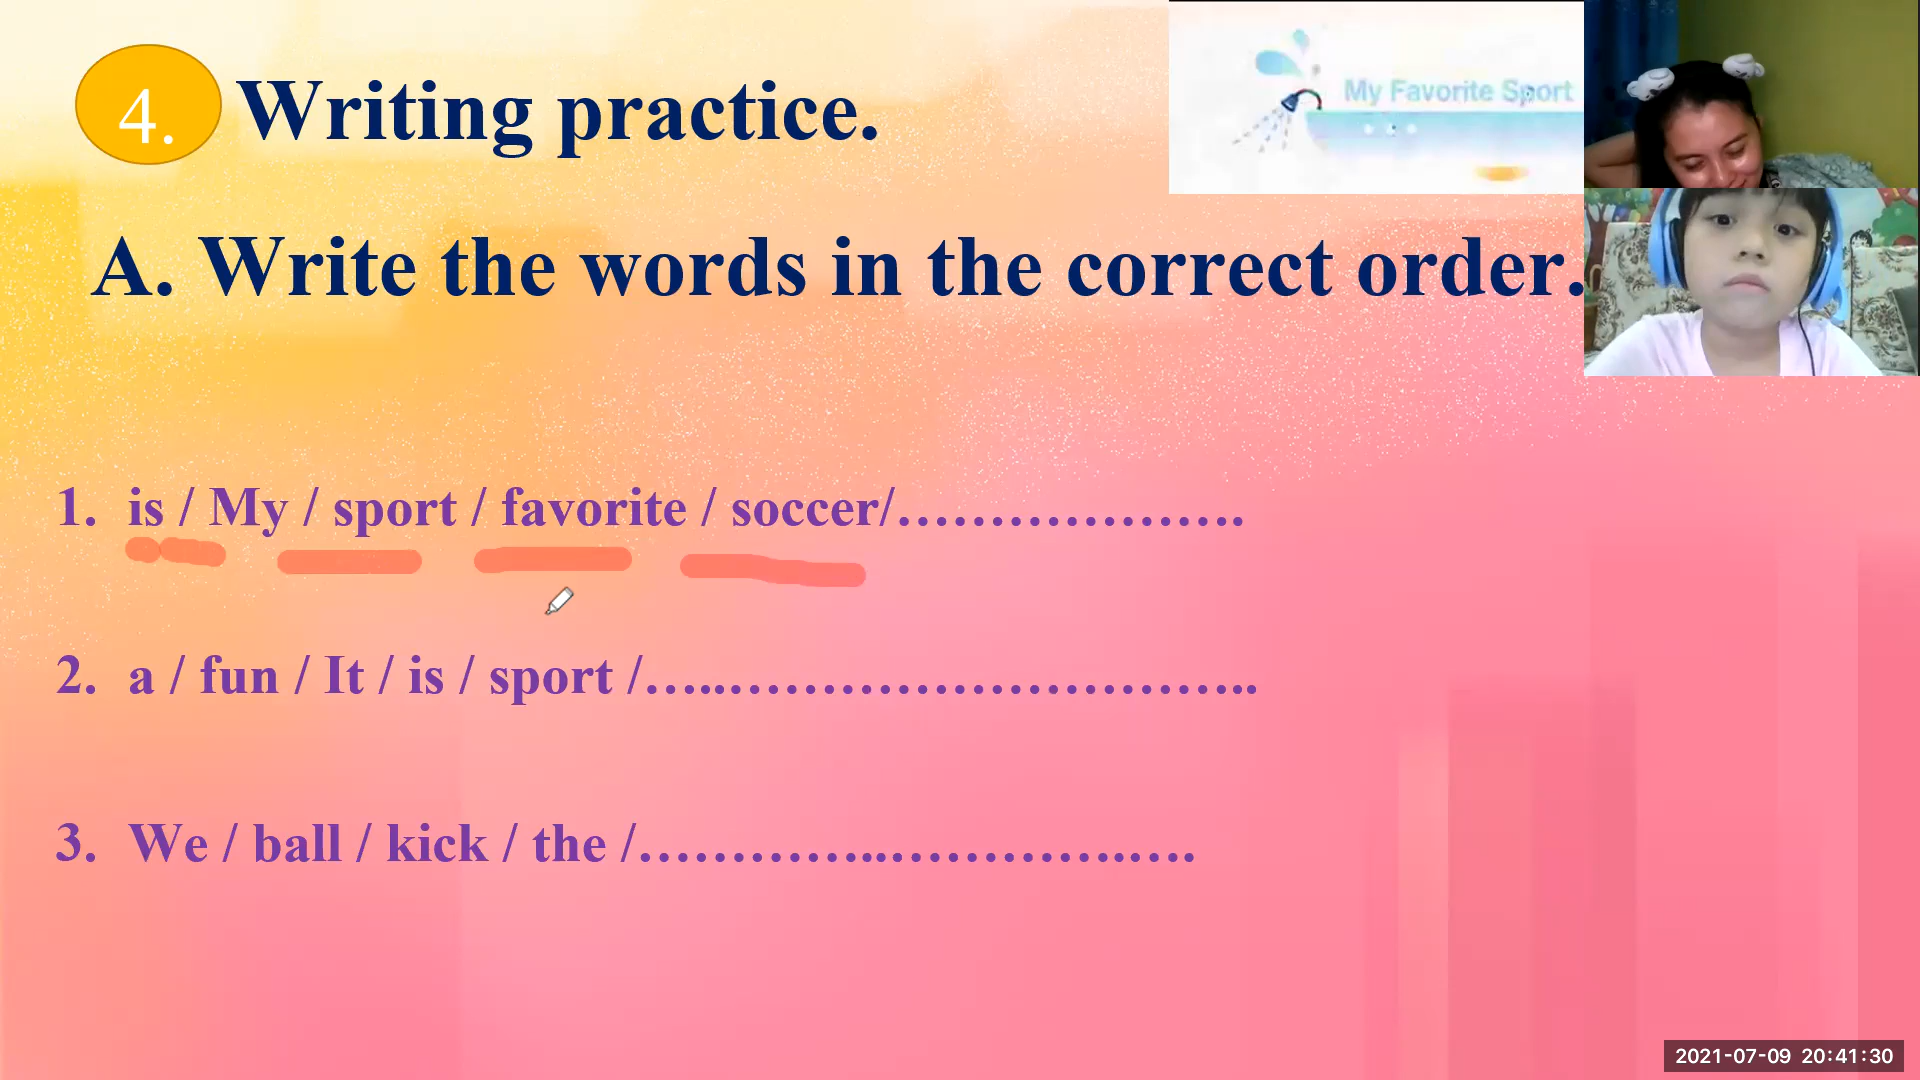 4. Writing practice.
My Favorite Sport
A. Write the words in the correct order.
1. is / My / sport / favorite / soccer/……………….
2. a / fun / It / is / sport /…..………………………..
3. We / ball / kick / the /…………..………….….
2021-07-09 20:41:30